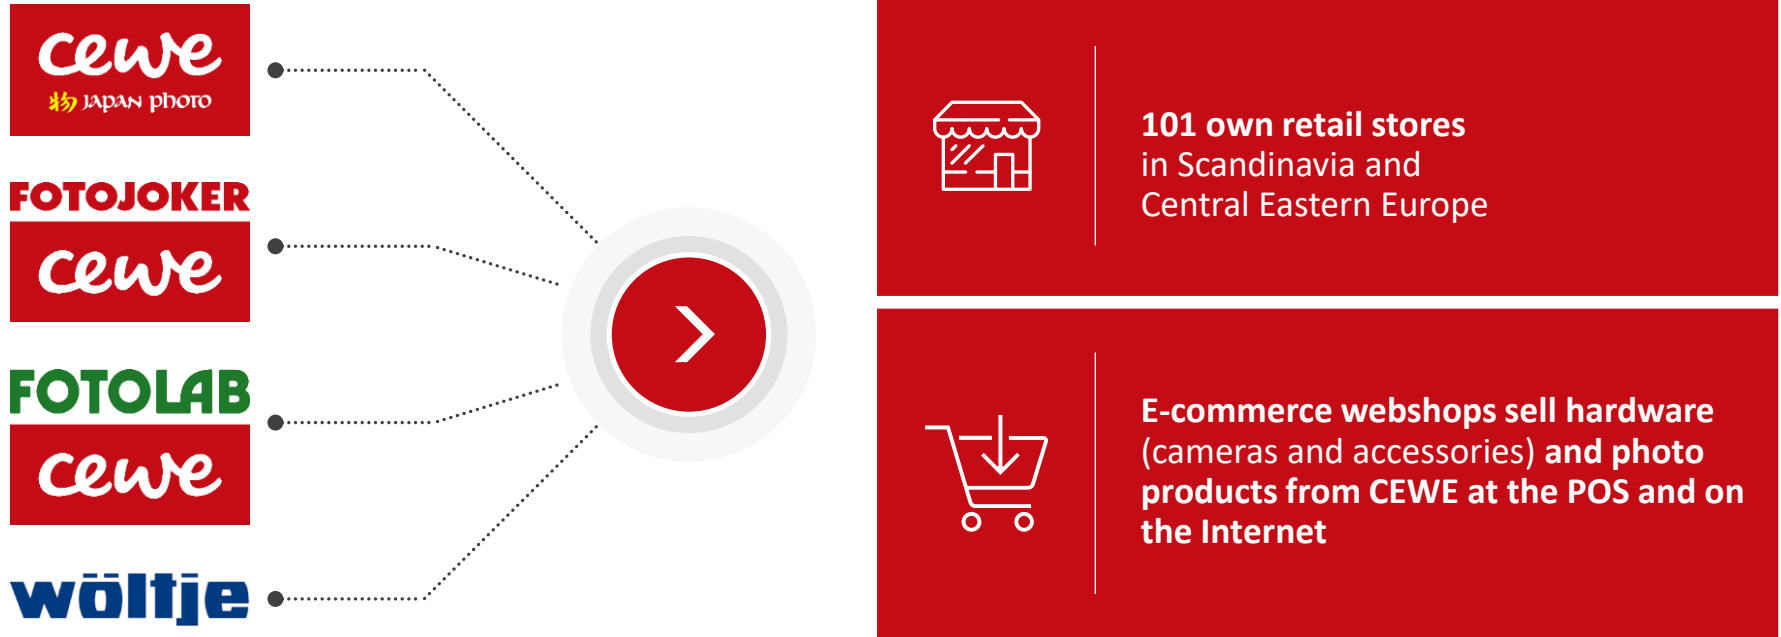 cewe
物 JAPAN PHOTO
FOTOJOKER
cewe
FOTOLAB
cewe
wöltje
101 own retail stores
in Scandinavia and
Central Eastern Europe
E-commerce webshops sell hardware
(cameras and accessories) and photo
products from CEWE at the POS and on
the Internet